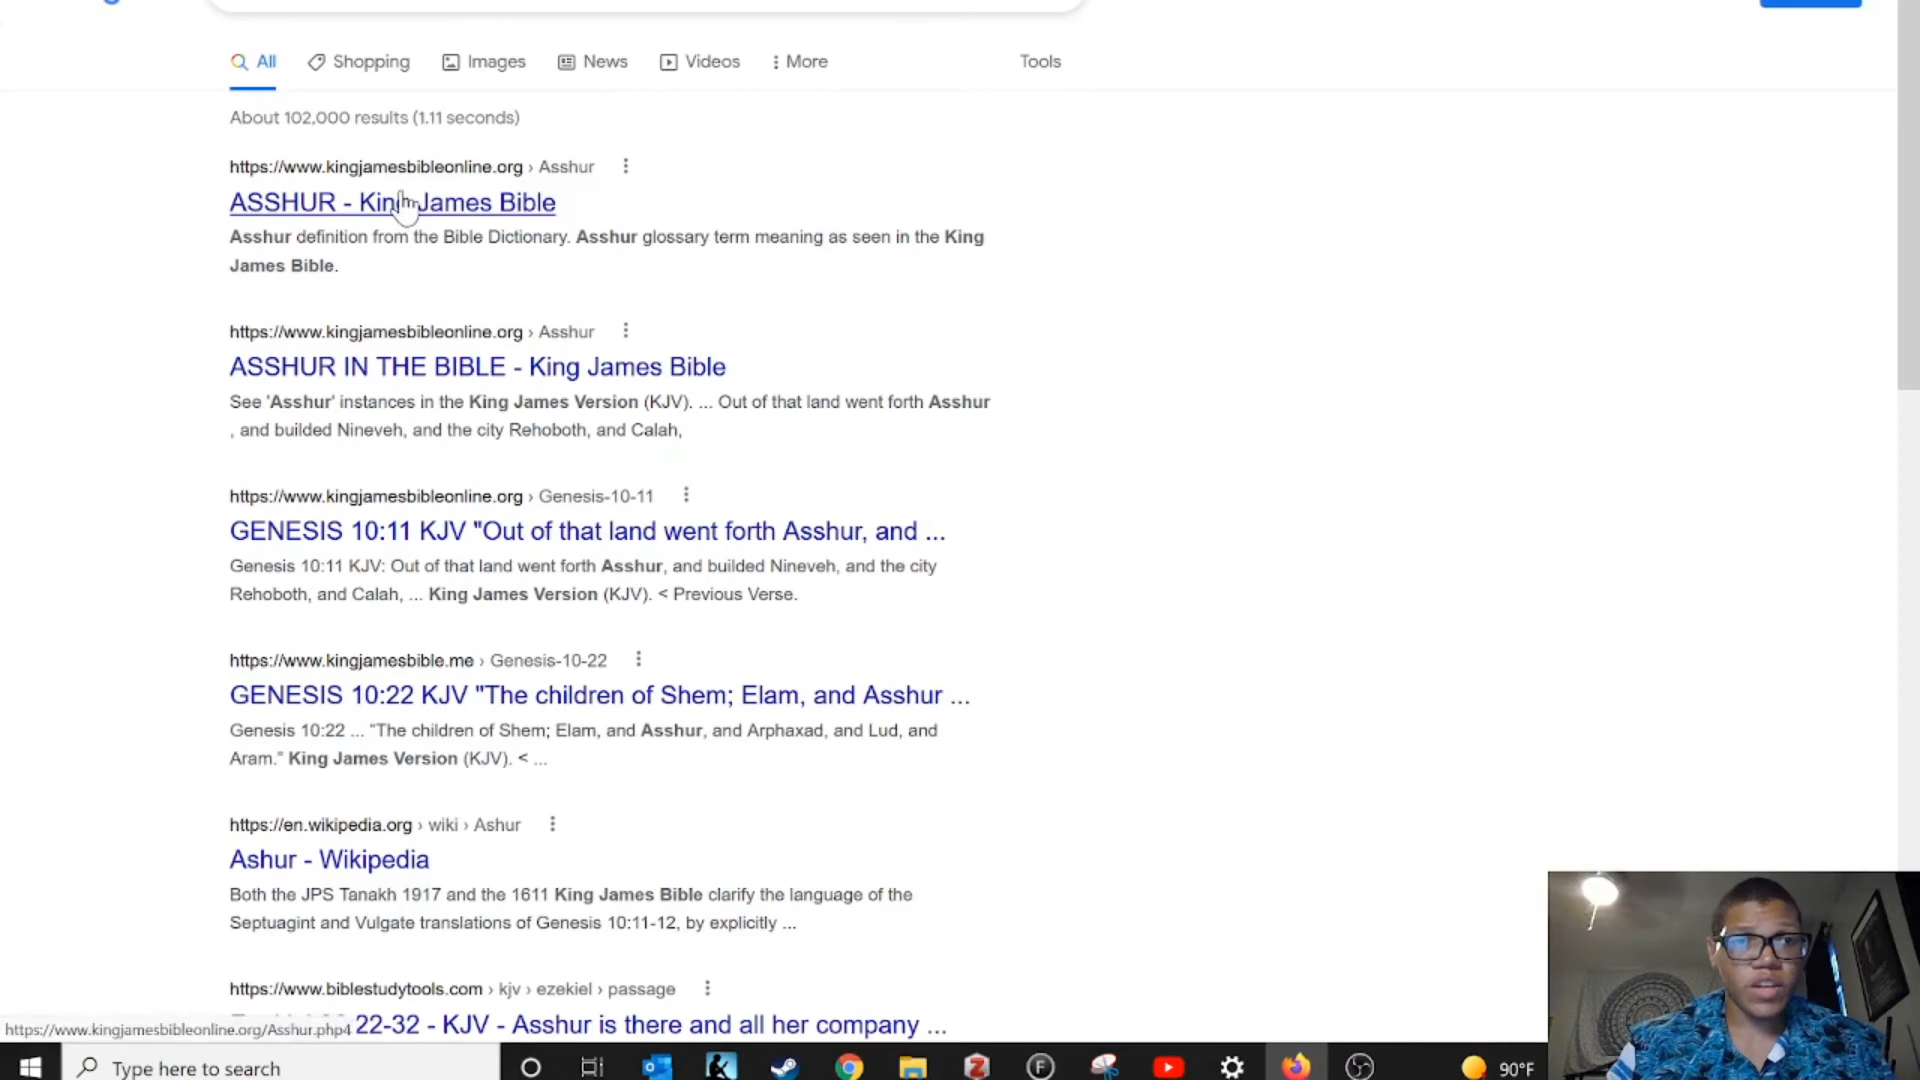 All Shopping Images News Videos More Tools
About 102,000 results (1.11 seconds)
https://www.kingjamesbibleonline.org › Asshur
ASSHUR - King James Bible
Asshur definition from the Bible Dictionary. Asshur glossary term meaning as seen in the King
James Bible.
https://www.kingjamesbibleonline.org › Asshur
ASSHUR IN THE BIBLE - King James Bible
See 'Asshur' instances in the King James Version (KJV). ... Out of that land went forth Asshur
, and builded Nineveh, and the city Rehoboth, and Calah,
https://www.kingjamesbibleonline.org › Genesis-10-11
GENESIS 10:11 KJV "Out of that land went forth Asshur, and ...
Genesis 10:11 KJV: Out of that land went forth Asshur, and builded Nineveh, and the city
Rehoboth, and Calah, ... King James Version (KJV). < Previous Verse.
https://www.kingjamesbible.me › Genesis-10-22
GENESIS 10:22 KJV "The children of Shem; Elam, and Asshur ...
Genesis 10:22 ... “The children of Shem; Elam, and Asshur, and Arphaxad, and Lud, and
Aram.” King James Version (KJV). < ...
https://en.wikipedia.org › wiki › Ashur
Ashur - Wikipedia
Both the JPS Tanakh 1917 and the 1611 King James Bible clarify the language of the
Septuagint and Vulgate translations of Genesis 10:11-12, by explicitly ...
https://www.biblestudytools.com › kjv › ezekiel › passage
22-32 - KJV - Asshur is there and all her company ...
https://www.kingjamesbibleonline.org/Asshur.php4
Type here to search
90°F